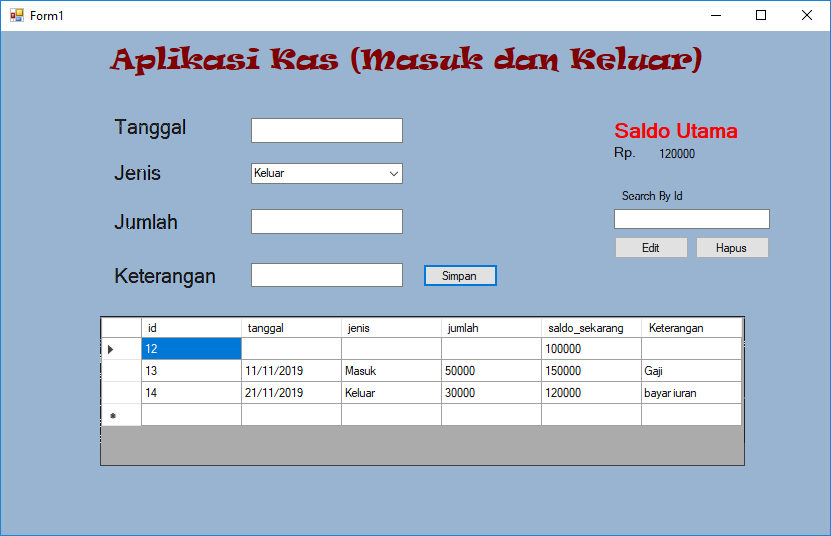 Form1
Aplikasi Kas (Masuk dan Keluar)
Tanggal
Saldo Utama
Rp. 120000
Jenis Keluar
Search By Id
Jumlah
Edit Hapus
Keterangan Simpan
id tanggal jenis jumlah saldo_sekarang Keterangan
12 100000
13 11/11/2019 Masuk 50000 150000 Gaji
14 21/11/2019 Keluar 30000 120000 bayar iuran